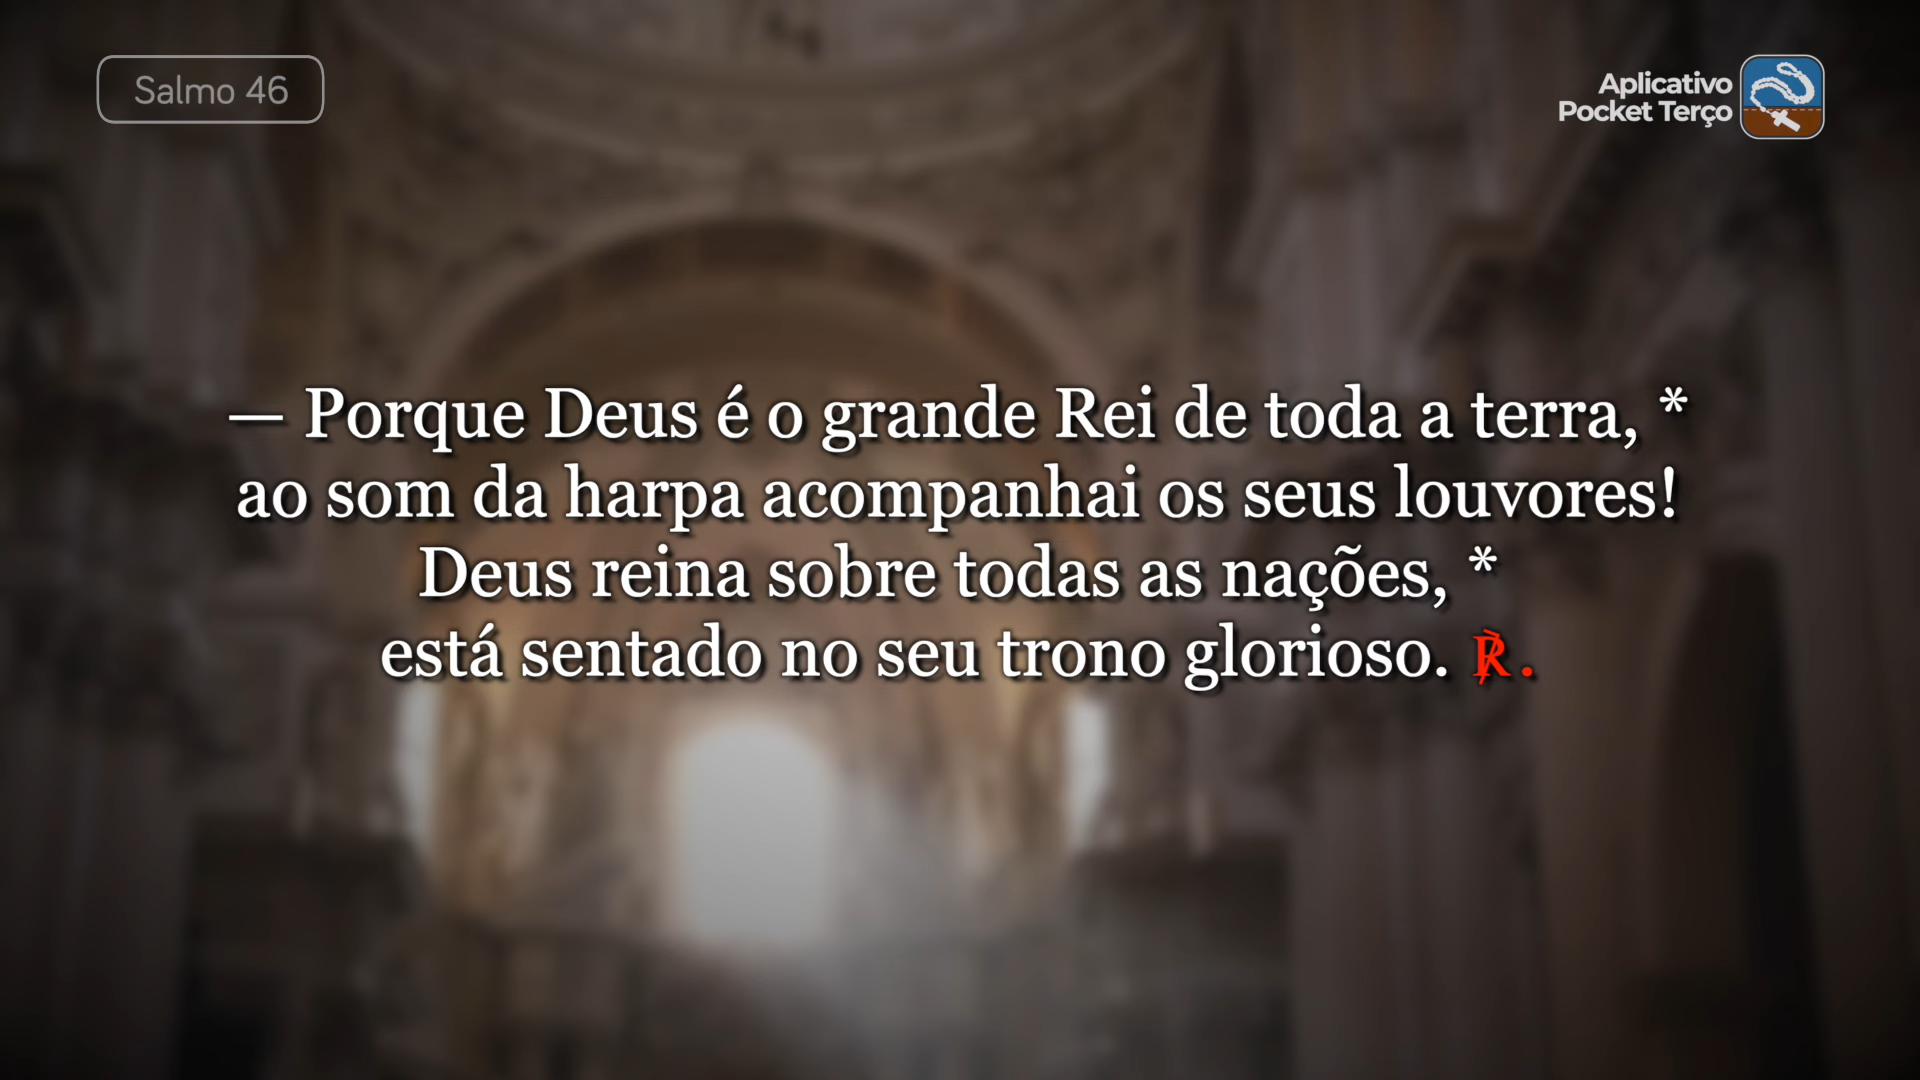 Salmo 46
Aplicativo
Pocket Terço
— Porque Deus é o grande Rei de toda a terra, *
ao som da harpa acompanhai os seus louvores!
Deus reina sobre todas as nações, *
está sentado no seu trono glorioso. ℟.